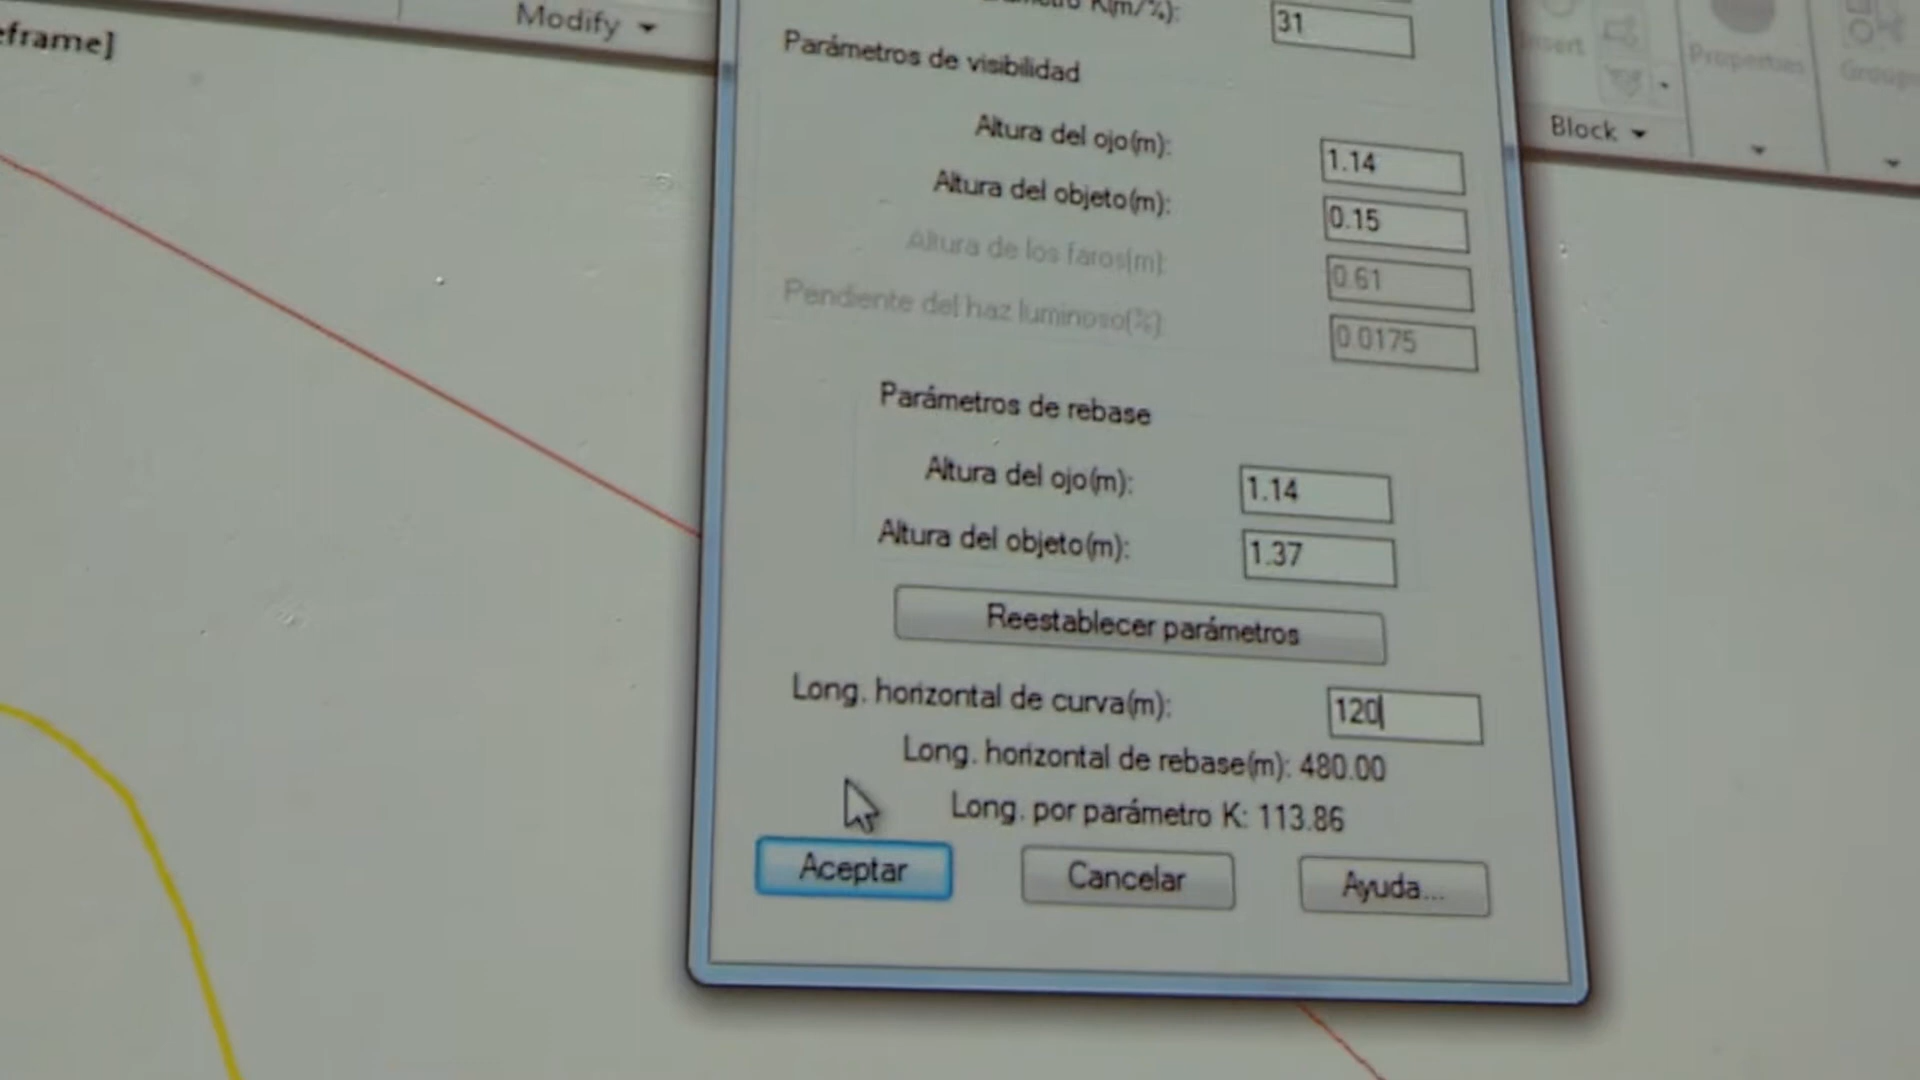 Modify
eframe]
K(m/%):
31
Parámetros de visibilidad
Block
Properties
Group
Altura del ojo(m):
1.14
Altura del objeto(m):
0.15
Altura de los faros(m):
0.61
Pendiente del haz luminoso(%):
0.0175
Parámetros de rebase
Altura del ojo(m):
1.14
Altura del objeto(m):
1.37
Reestablecer parámetros
Long. horizontal de curva(m):
120
Long. horizontal de rebase(m): 480.00
Long. por parámetro K: 113.86
Aceptar
Cancelar
Ayuda...